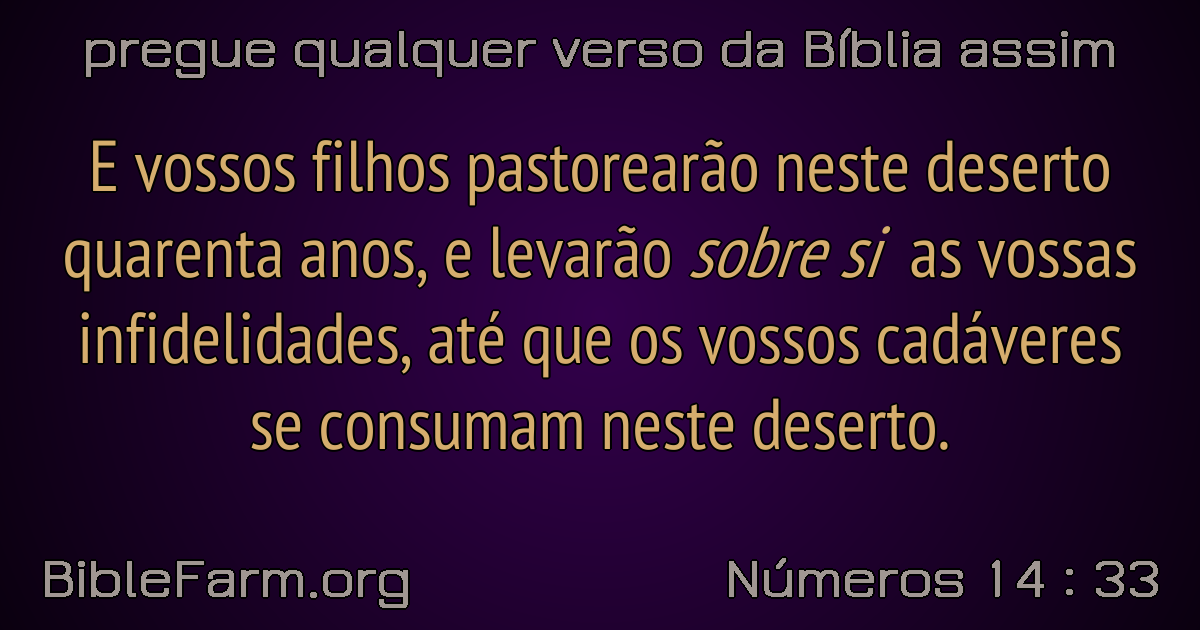 pregue qualquer verso da Bíblia assim
E vossos filhos pastorearão neste deserto
quarenta anos, e levarão sobre si as vossas
infidelidades, até que os vossos cadáveres
se consumam neste deserto.
BibleFarm.org
Números 14 : 33